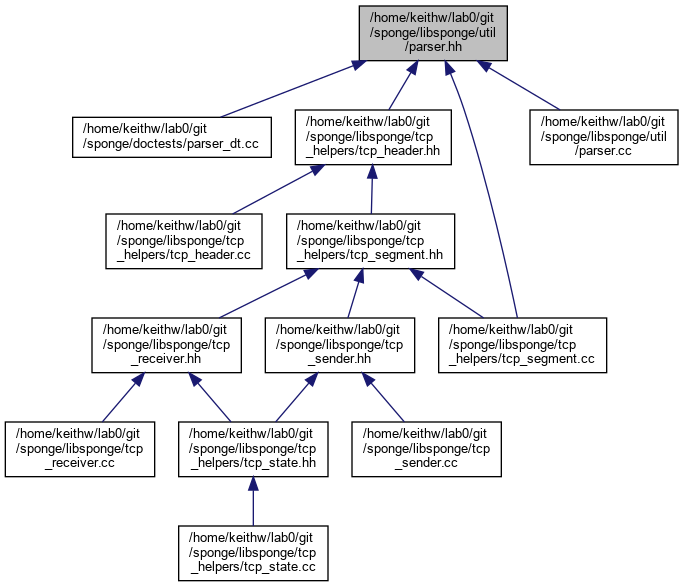 /home/keithw/lab0/git
/sponge/libsponge/util
/parser.hh
/home/keithw/lab0/git
/sponge/doctests/parser_dt.cc
/home/keithw/lab0/git
/sponge/libsponge/tcp
_helpers/tcp_header.hh
/home/keithw/lab0/git
/sponge/libsponge/util
/parser.cc
/home/keithw/lab0/git
/sponge/libsponge/tcp
_helpers/tcp_header.cc
/home/keithw/lab0/git
/sponge/libsponge/tcp
_helpers/tcp_segment.hh
/home/keithw/lab0/git
/sponge/libsponge/tcp
_receiver.hh
/home/keithw/lab0/git
/sponge/libsponge/tcp
_sender.hh
/home/keithw/lab0/git
/sponge/libsponge/tcp
_helpers/tcp_segment.cc
/home/keithw/lab0/git
/sponge/libsponge/tcp
_receiver.cc
/home/keithw/lab0/git
/sponge/libsponge/tcp
_helpers/tcp_state.hh
/home/keithw/lab0/git
/sponge/libsponge/tcp
_sender.cc
/home/keithw/lab0/git
/sponge/libsponge/tcp
_helpers/tcp_state.cc